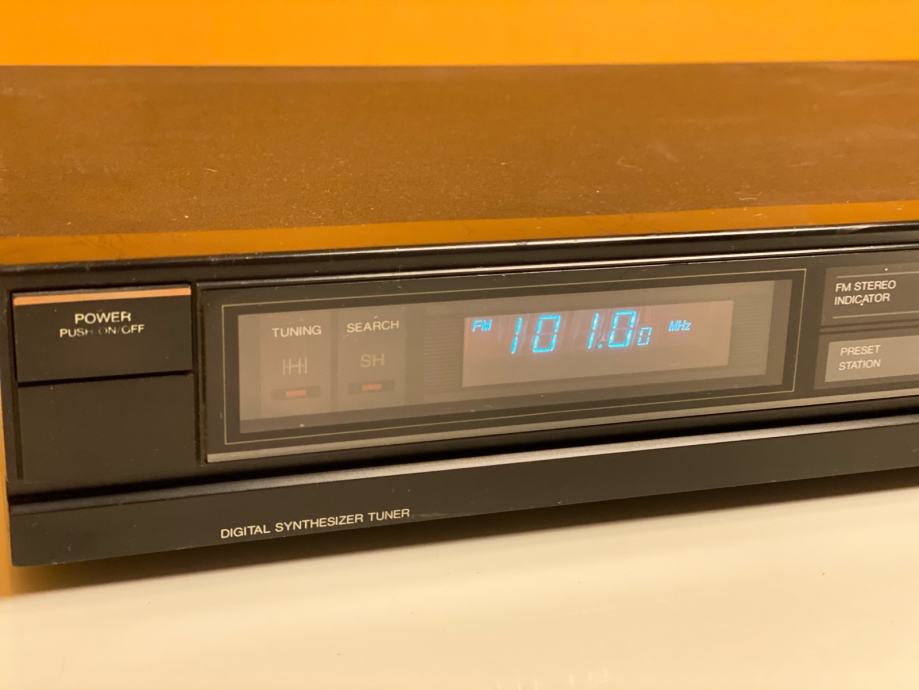 POWER
PUSH ON/OFF
TUNING
SEARCH
SH
FM 101.00 MHz
FM STEREO
INDICATOR
PRESET
STATION
DIGITAL SYNTHESIZER TUNER